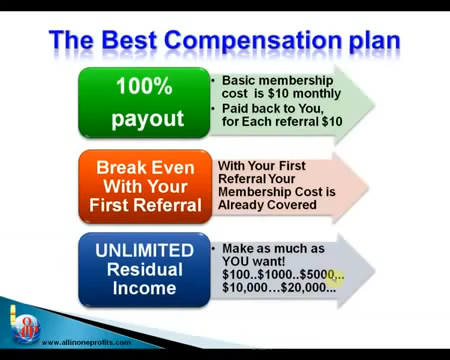 The Best Compensation plan
100%
payout
• Basic membership
cost is $10 monthly
• Paid back to You,
for Each referral $10
Break Even
With Your
First Referral
With Your First
Referral Your
Membership Cost is
Already Covered
UNLIMITED
Residual
Income
• Make as much as
YOU want!
$100..$1000..$5000...
$10,000…$20,000...
www.allinoneprofits.com